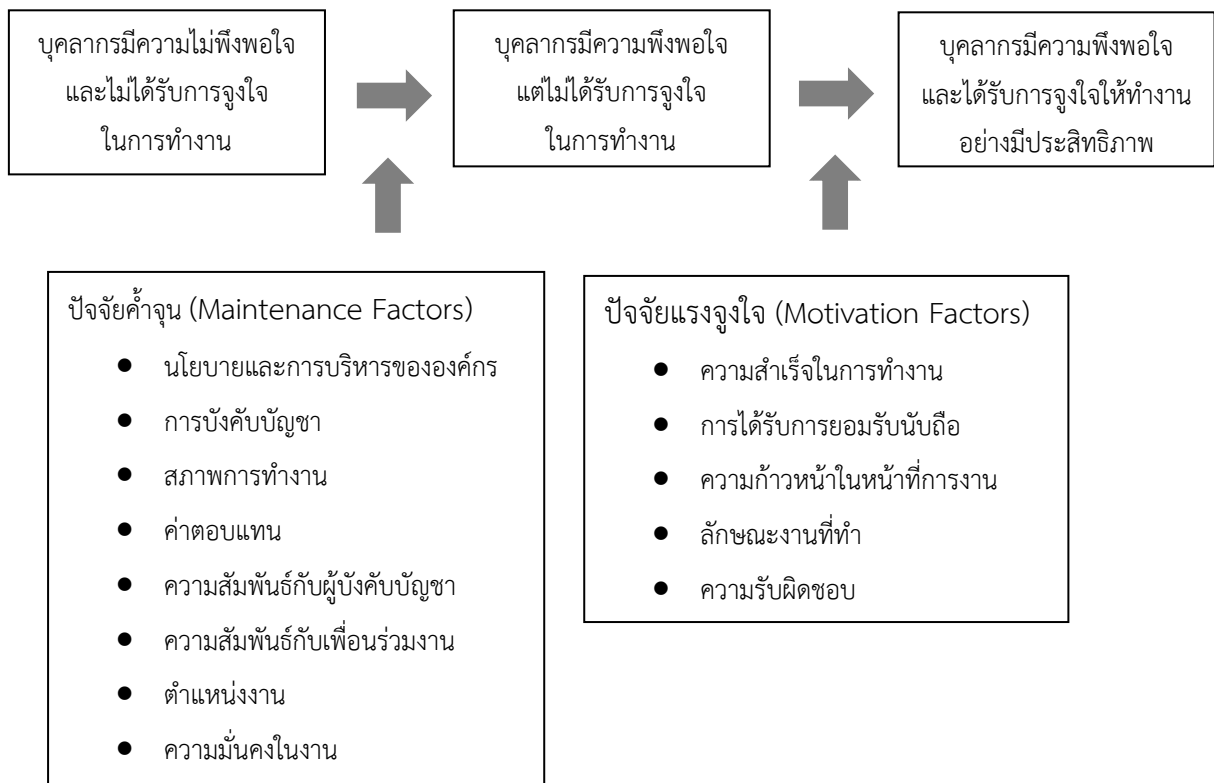 บุคลากรมีความไม่พึงพอใจ
และไม่ได้รับการจูงใจ
ในการทำงาน
บุคลากรมีความพึงพอใจ
แต่ไม่ได้รับการจูงใจ
ในการทำงาน
บุคลากรมีความพึงพอใจ
และได้รับการจูงใจให้ทำงาน
อย่างมีประสิทธิภาพ
ปัจจัยค้ำจุน (Maintenance Factors)
● นโยบายและการบริหารขององค์กร
● การบังคับบัญชา
● สภาพการทำงาน
● ค่าตอบแทน
● ความสัมพันธ์กับผู้บังคับบัญชา
● ความสัมพันธ์กับเพื่อนร่วมงาน
● ตำแหน่งงาน
● ความมั่นคงในงาน
ปัจจัยแรงจูงใจ (Motivation Factors)
● ความสำเร็จในการทำงาน
● การได้รับการยอมรับนับถือ
● ความก้าวหน้าในหน้าที่การงาน
● ลักษณะงานที่ทำ
● ความรับผิดชอบ